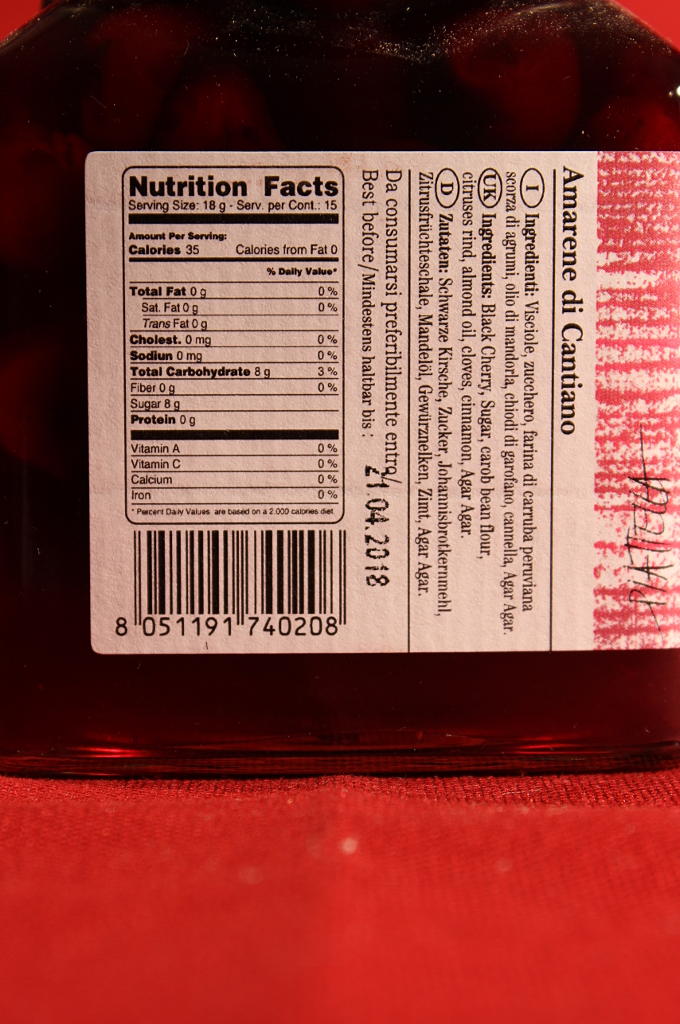 Nutrition Facts
Serving Size: 18 g - Serv. per Cont.: 15
Amount Per Serving:
Calories 35 Calories from Fat 0
% Daily Value*
Total Fat 0 g 0 %
Sat. Fat 0 g 0 %
Trans Fat 0 g
Cholest. 0 mg 0 %
Sodiun 0 mg 0 %
Total Carbohydrate 8 g 3 %
Fiber 0 g 0 %
Sugar 8 g
Protein 0 g
Vitamin A 0 %
Vitamin C 0 %
Calcium 0 %
Iron 0 %
* Percent Daily Values are based on a 2.000 calories diet
8 051191 740208
Amarene di Cantiano
I Ingredienti: Visciole, zucchero, farina di carruba peruviana
scorza di agrumi, olio di mandorla, chiodi di garofano, cannella, Agar Agar.
UK Ingredients: Black Cherry, Sugar, carob bean flour,
citruses rind, almond oil, cloves, cinnamon, Agar Agar.
D Zutaten: Schwarze Kirsche, Zucker, Johannisbrotkernmehl,
Zitrusfrüchteschale, Mandelöl, Gewürznelken, Zimt, Agar Agar.
Da consumarsi preferibilmente entro/
Best before/Mindestens haltbar bis : 21.04.2018